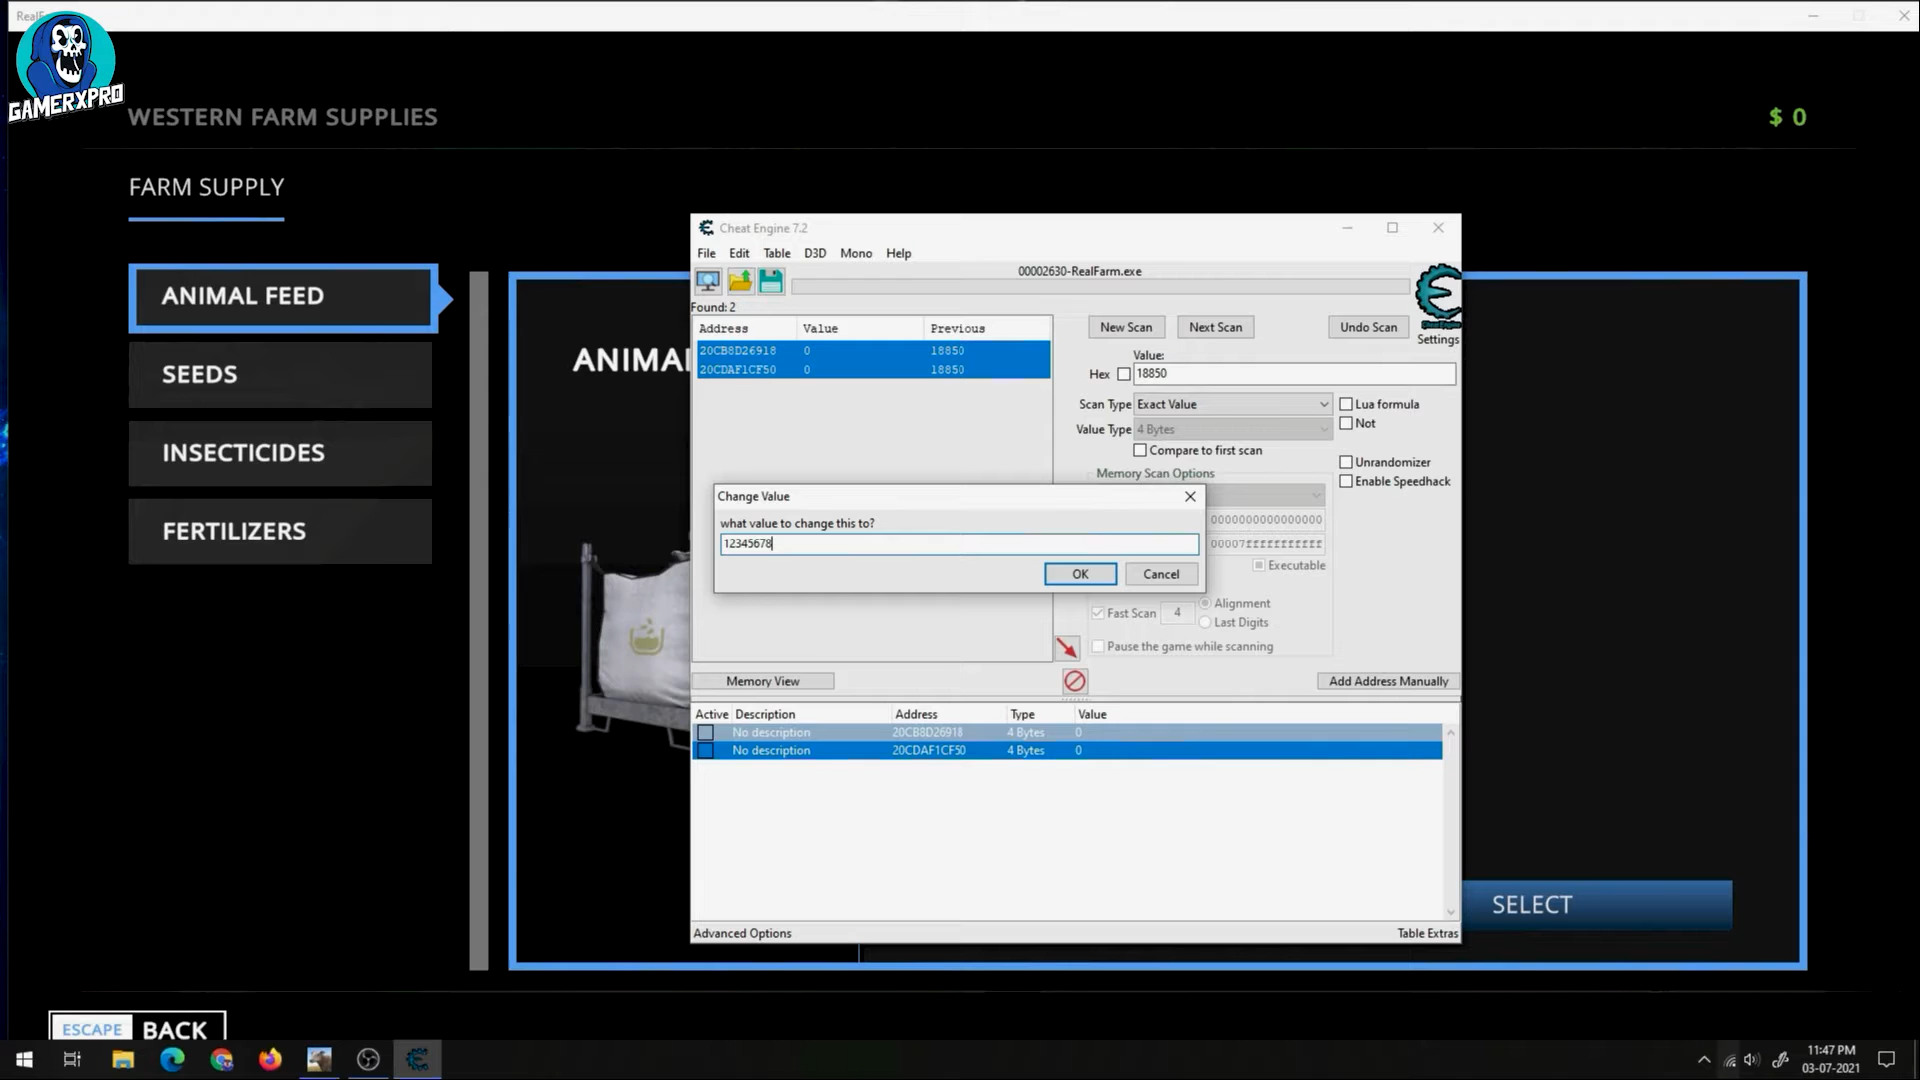 RealF
GAMERXPRO
WESTERN FARM SUPPLIES
$ 0
FARM SUPPLY
ANIMAL FEED
SEEDS
INSECTICIDES
FERTILIZERS
Cheat Engine 7.2
File Edit Table D3D Mono Help
00002630-RealFarm.exe
Found: 2
Address Value Previous
20CB8D26918 0 18850
20CDAF1CF50 0 18850
New Scan Next Scan Undo Scan
Settings
Value:
Hex 18850
Scan Type Exact Value
Lua formula
Not
Value Type 4 Bytes
Compare to first scan
Unrandomizer
Enable Speedhack
Memory Scan Options
0000000000000000
00007fffffffffff
Executable
Fast Scan 4 Alignment
Last Digits
Pause the game while scanning
Change Value
what value to change this to?
12345678
OK Cancel
Memory View
Add Address Manually
Active Description Address Type Value
No description 20CB8D26918 4 Bytes 0
No description 20CDAF1CF50 4 Bytes 0
Advanced Options
Table Extras
ANIMAL
SELECT
ESCAPE BACK
11:47 PM
03-07-2021